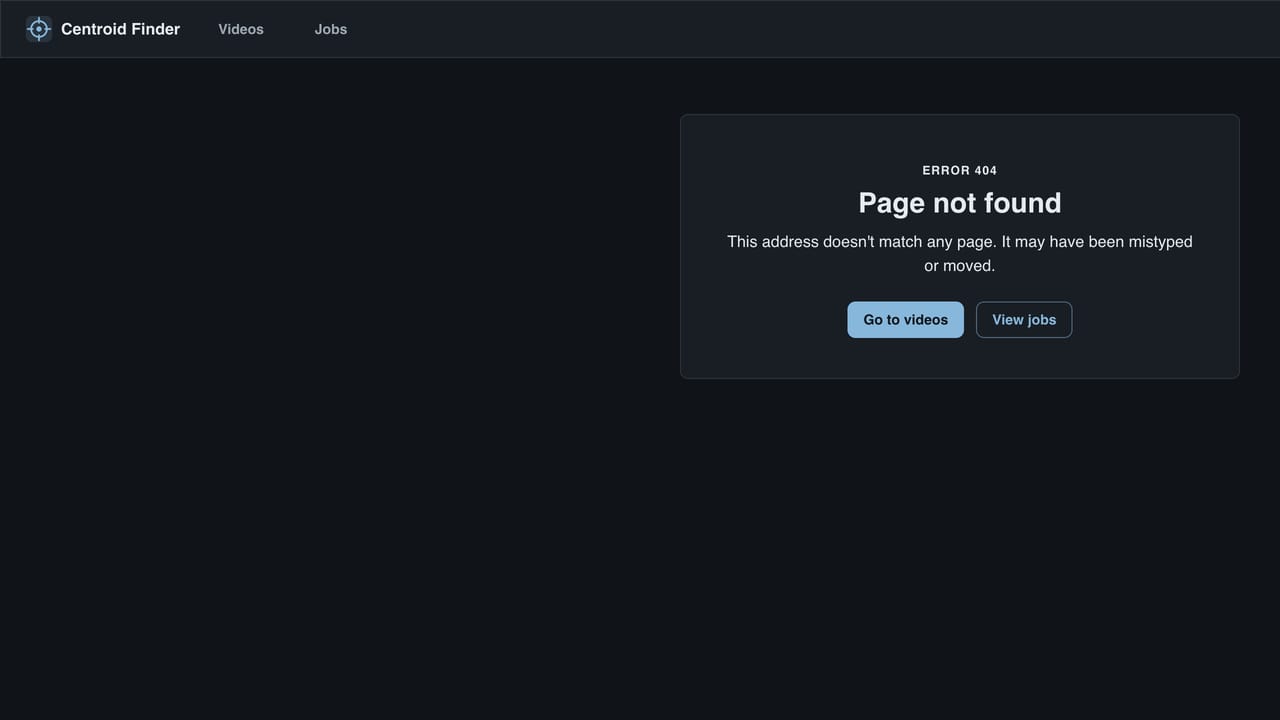 Centroid Finder Videos Jobs
ERROR 404
Page not found
This address doesn't match any page. It may have been mistyped
or moved.
Go to videos View jobs